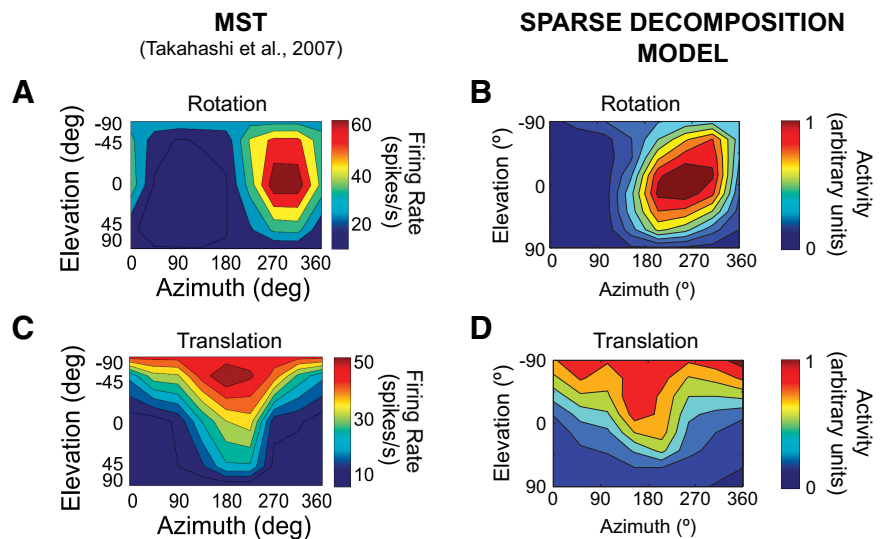 MST
(Takahashi et al., 2007)
SPARSE DECOMPOSITION
MODEL
A
Rotation
Elevation (deg)
-90
-45
0
45
90
0 90 180 270 360
Azimuth (deg)
60
40
20
Firing Rate
(spikes/s)
B
Rotation
Elevation (º)
-90
0
90
0 90 180 270 360
Azimuth (º)
1
0
Activity
(arbitrary units)
C
Translation
Elevation (deg)
-90
-45
0
45
90
0 90 180 270 360
Azimuth (deg)
50
30
10
Firing Rate
(spikes/s)
D
Translation
Elevation (º)
-90
0
90
0 90 180 270 360
Azimuth (º)
1
0
Activity
(arbitrary units)